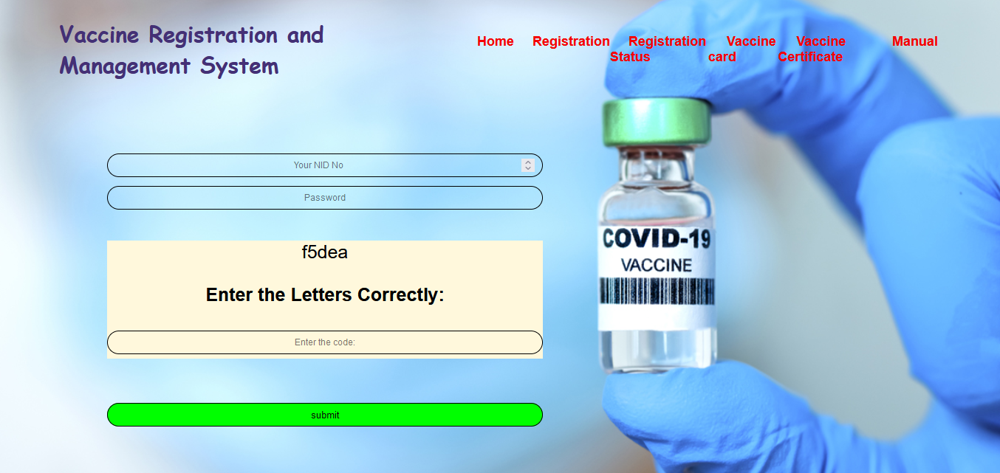 Vaccine Registration and
Management System
Home Registration Registration Vaccine Vaccine Manual
Status card Certificate
Your NID No
Password
f5dea
Enter the Letters Correctly:
Enter the code:
submit
COVID-19
VACCINE